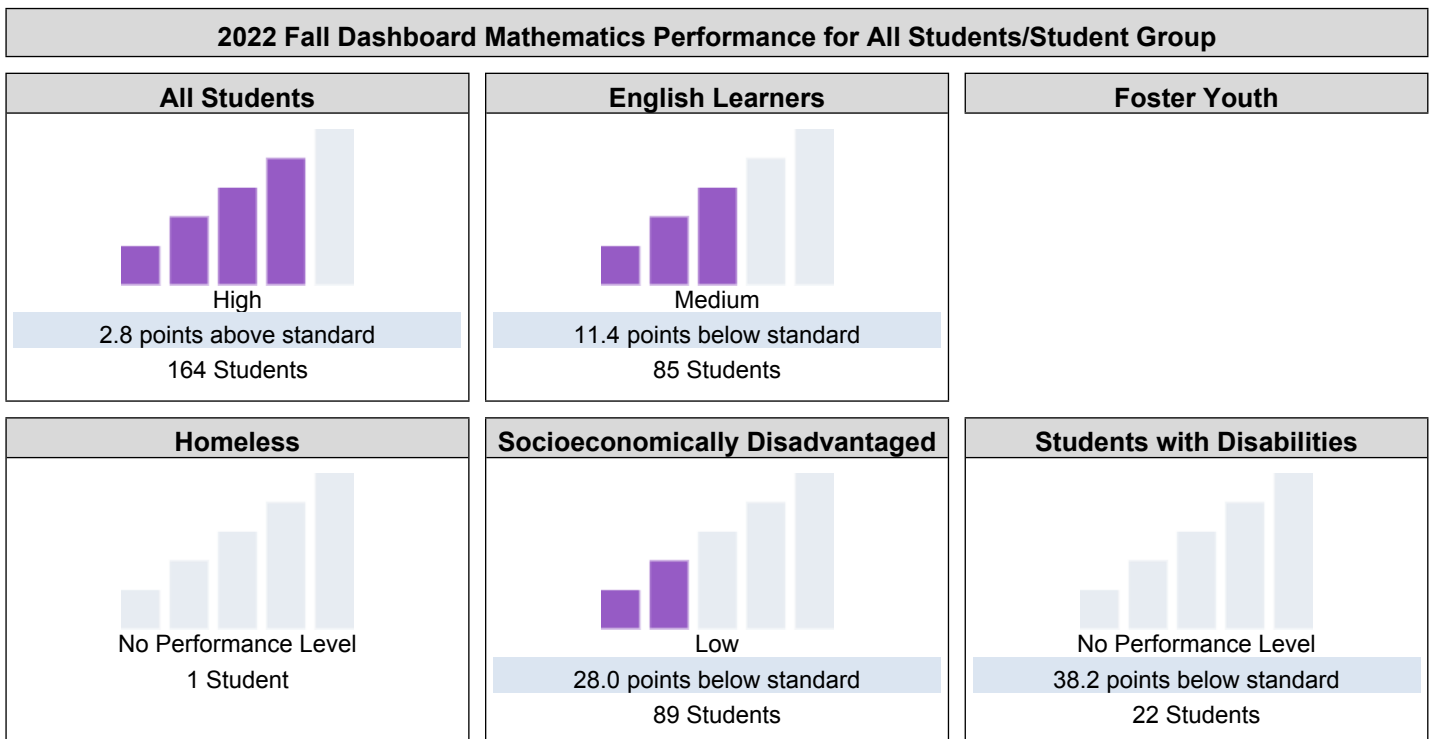 2022 Fall Dashboard Mathematics Performance for All Students/Student Group
All Students
High
2.8 points above standard
164 Students
English Learners
Medium
11.4 points below standard
85 Students
Foster Youth
Homeless
No Performance Level
1 Student
Socioeconomically Disadvantaged
Low
28.0 points below standard
89 Students
Students with Disabilities
No Performance Level
38.2 points below standard
22 Students